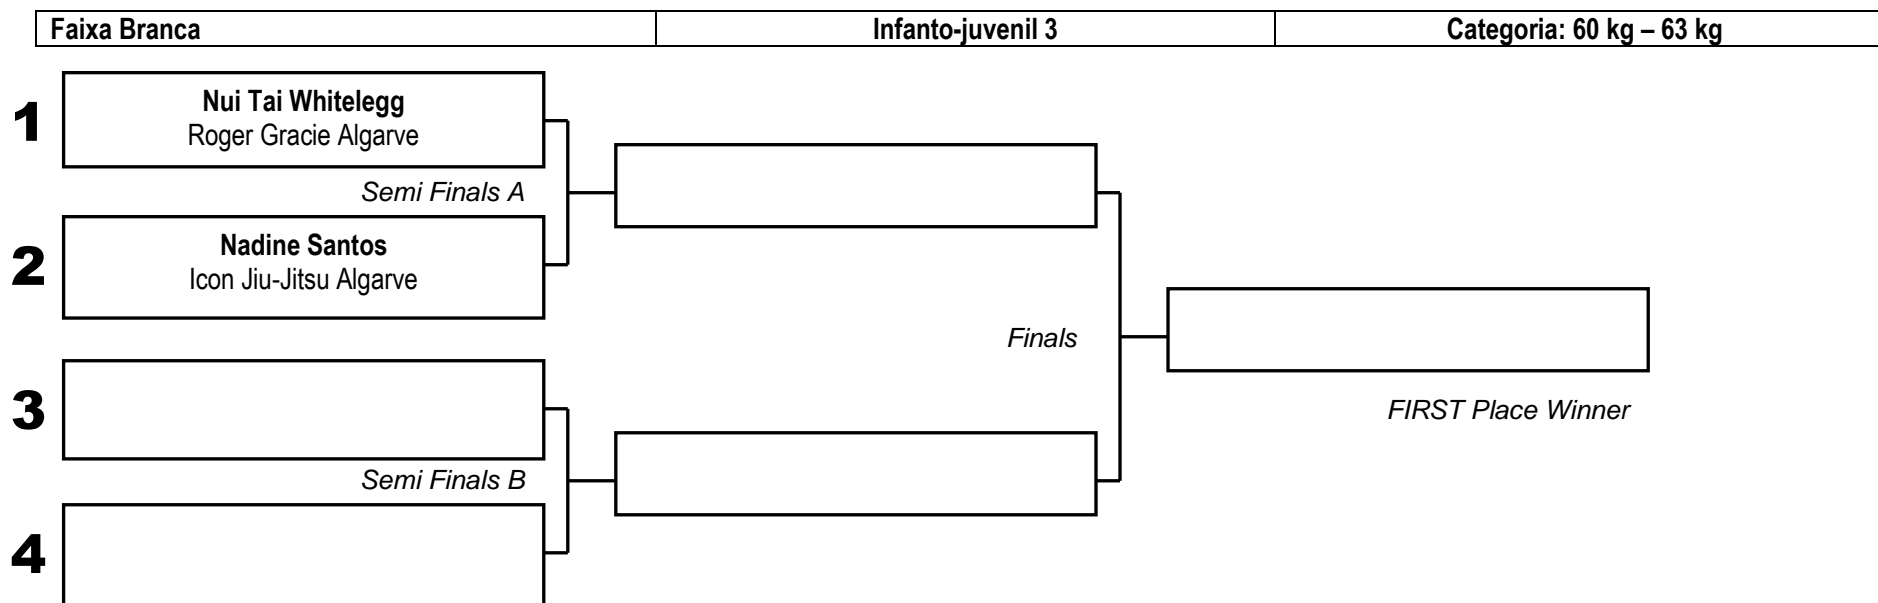 Faixa Branca
Infanto-juvenil 3
Categoria: 60 kg – 63 kg
1
Nui Tai Whitelegg
Roger Gracie Algarve
Semi Finals A
2
Nadine Santos
Icon Jiu-Jitsu Algarve
Finals
FIRST Place Winner
3
Semi Finals B
4